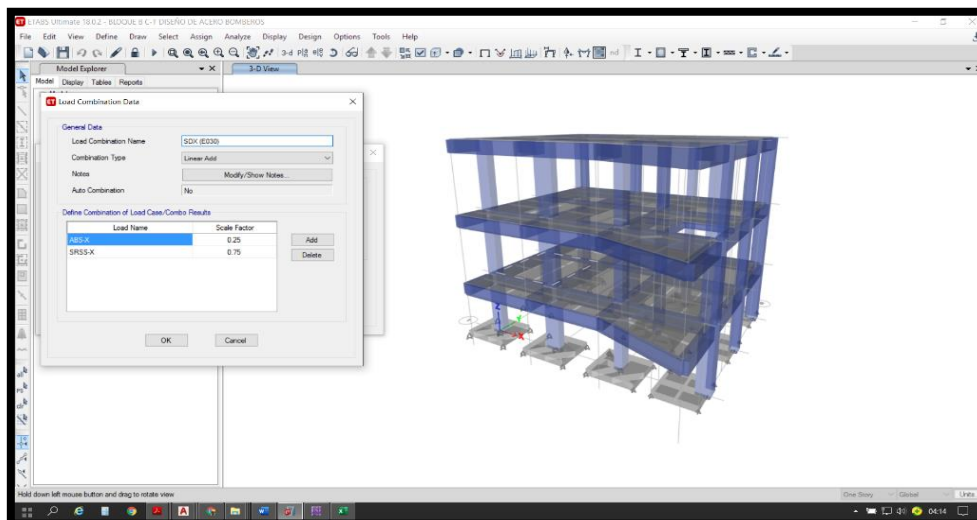 ETABS Ultimate 18.0.2 - BLOQUE B C-T DISEÑO DE ACERO BOMBEROS
File Edit View Define Draw Select Assign Analyze Display Design Options Tools Help
3-d
Model Explorer
3-D View
Model Display Tables Reports
Load Combination Data
General Data
Load Combination Name SDX (E030)
Combination Type Linear Add
Notes Modify/Show Notes...
Auto Combination No
Define Combination of Load Case/Combo Results
Load Name Scale Factor
ABS-X 0.25 Add
SRSS-X 0.75 Delete
OK Cancel
Z
X
Hold down left mouse button and drag to rotate view
One Story Global Units
04:14